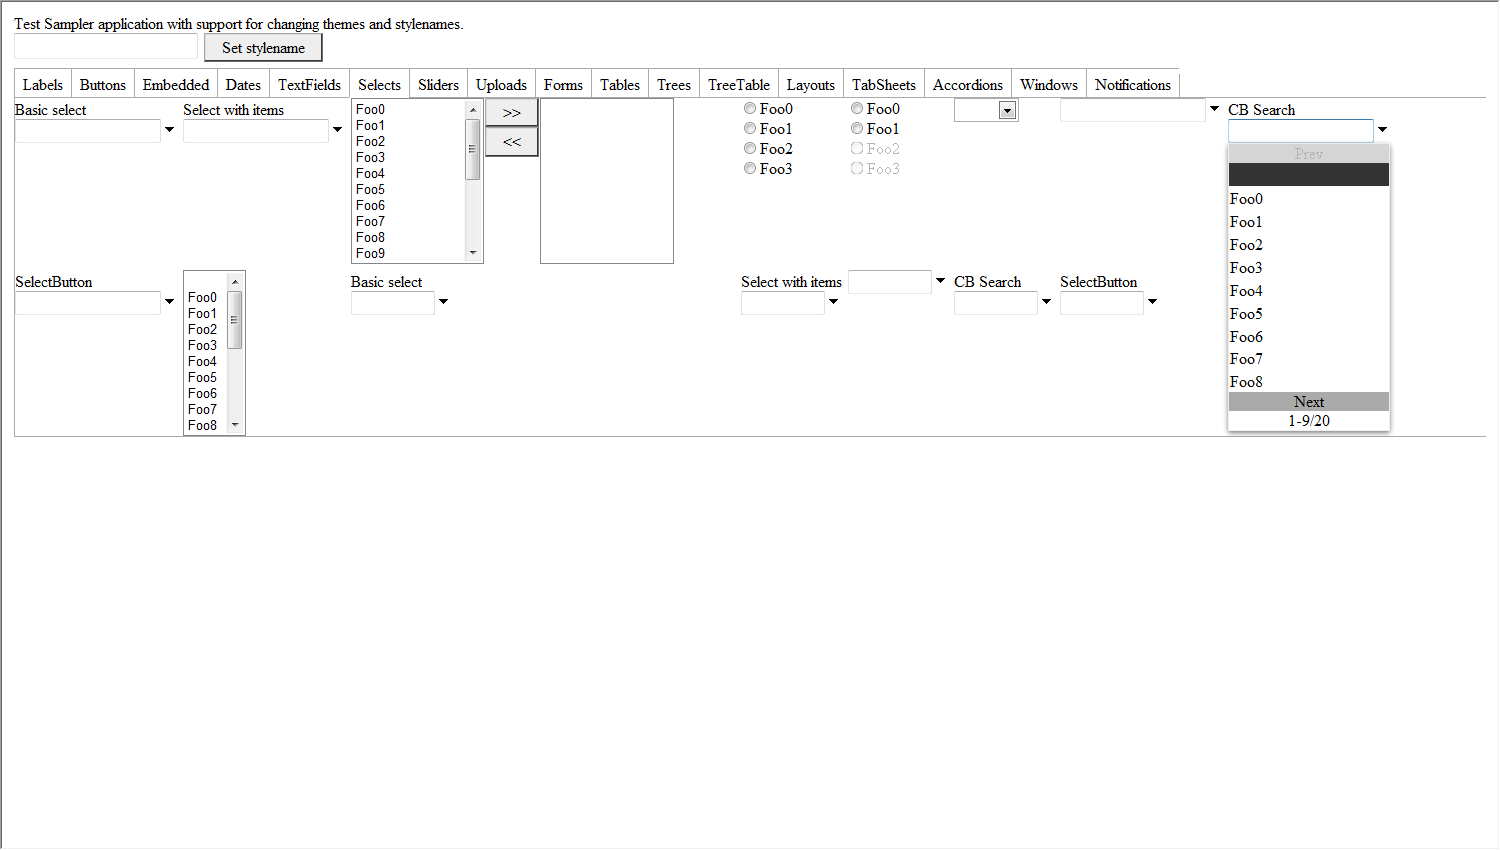 Test Sampler application with support for changing themes and stylenames.
Set stylename
Labels Buttons Embedded Dates TextFields Selects Sliders Uploads Forms Tables Trees TreeTable Layouts TabSheets Accordions Windows Notifications
Basic select
Select with items
Foo0
Foo1
Foo2
Foo3
Foo4
Foo5
Foo6
Foo7
Foo8
Foo9
>>
<<
Foo0
Foo1
Foo2
Foo3
Foo0
Foo1
Foo2
Foo3
CB Search
Prev
Foo0
Foo1
Foo2
Foo3
Foo4
Foo5
Foo6
Foo7
Foo8
Next
1-9/20
SelectButton
Foo0
Foo1
Foo2
Foo3
Foo4
Foo5
Foo6
Foo7
Foo8
Basic select
Select with items
CB Search
SelectButton